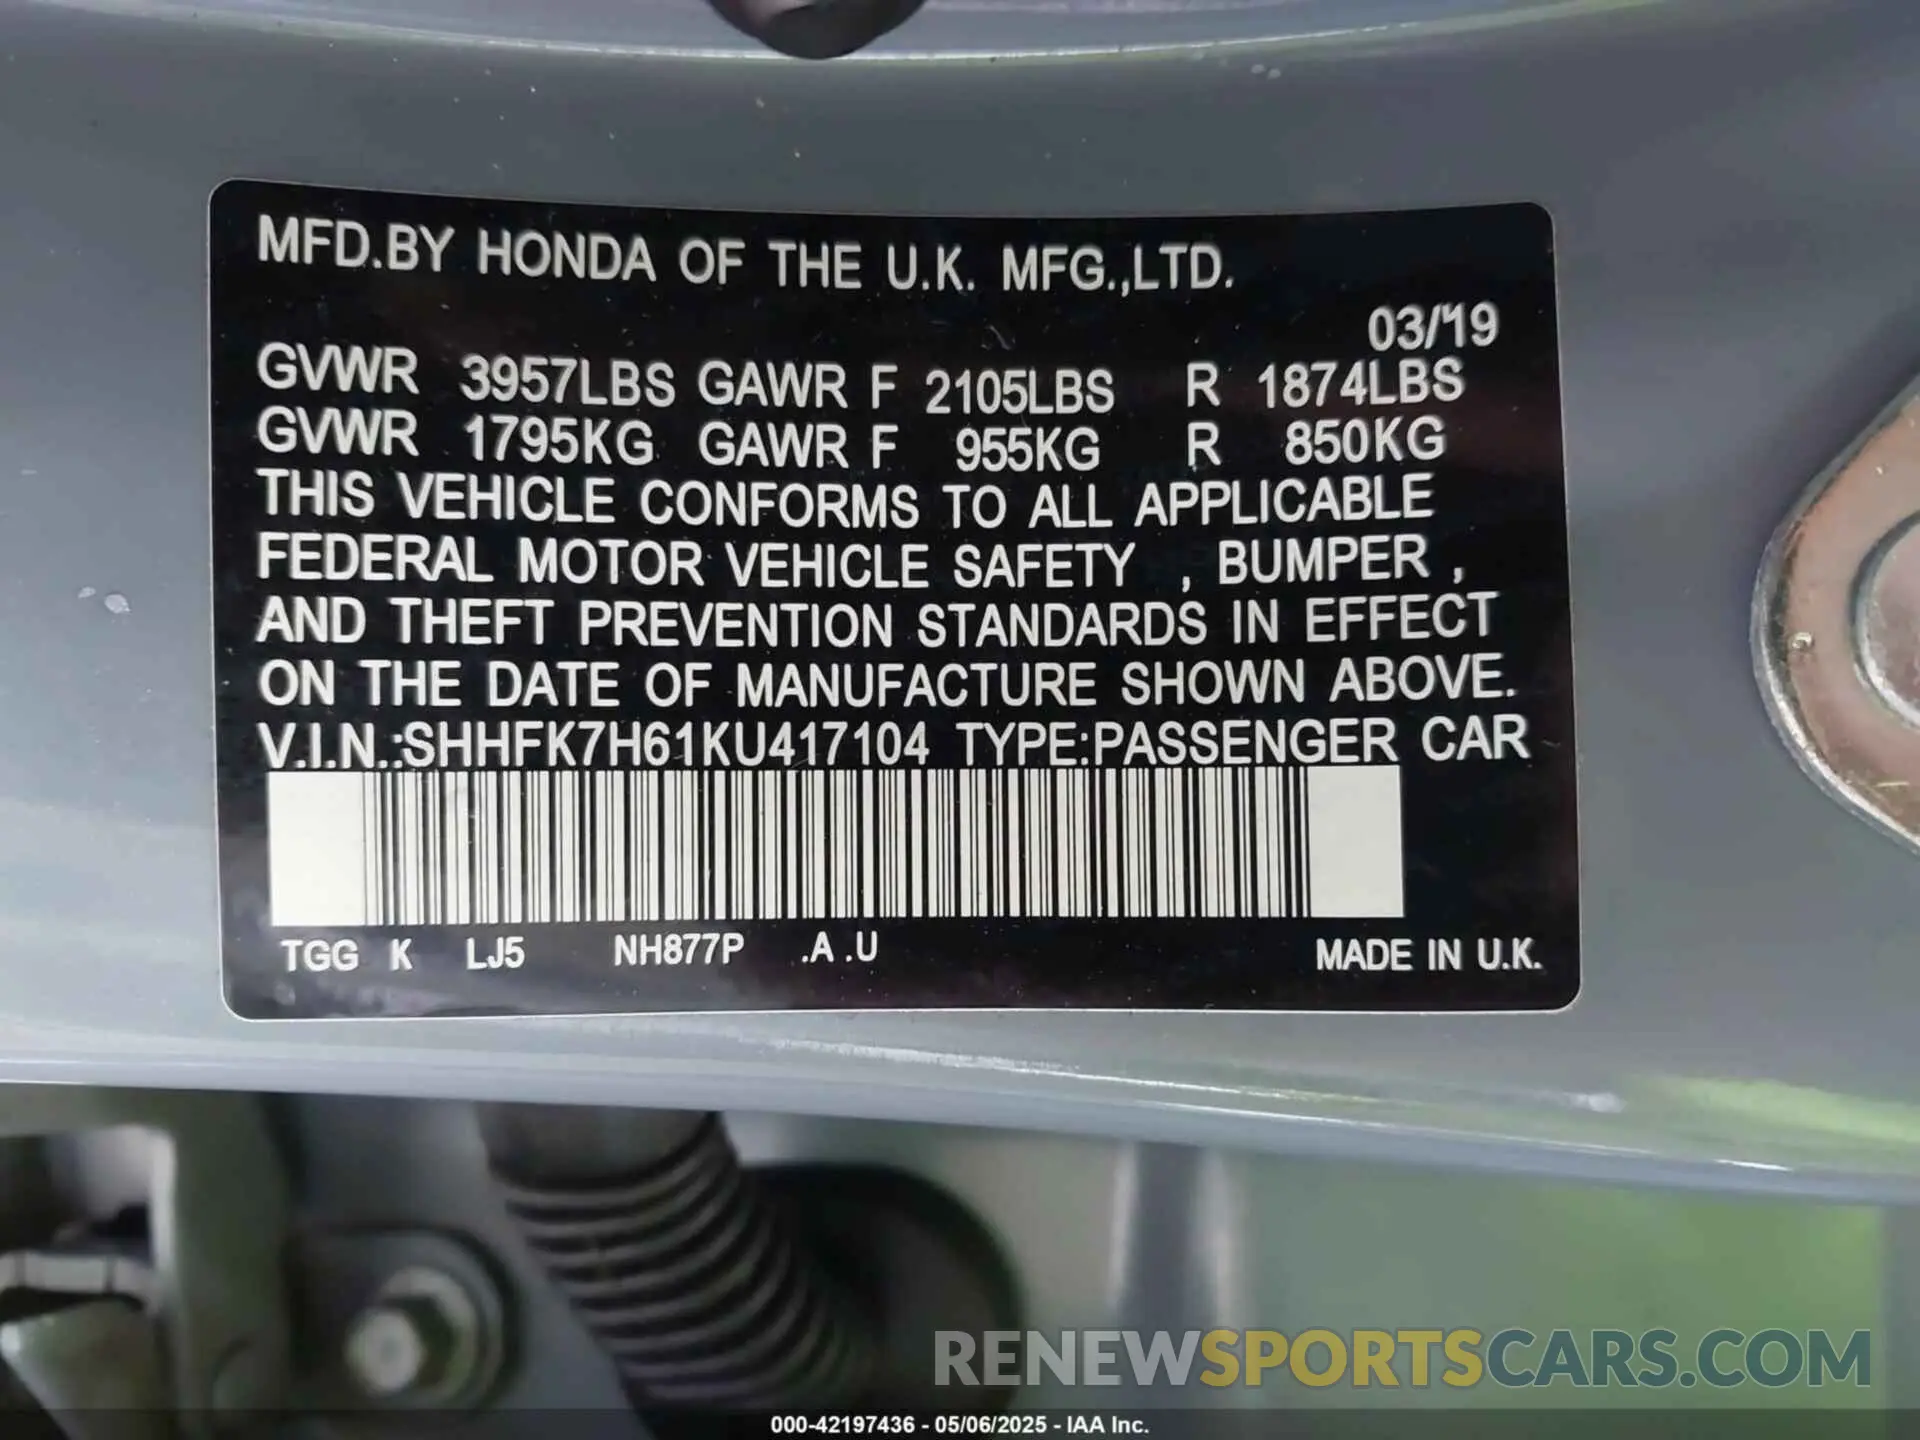 MFD.BY HONDA OF THE U.K. MFG.,LTD.
03/19
GVWR 3957LBS GAWR F 2105LBS R 1874LBS
GVWR 1795KG GAWR F 955KG R 850KG
THIS VEHICLE CONFORMS TO ALL APPLICABLE
FEDERAL MOTOR VEHICLE SAFETY , BUMPER ,
AND THEFT PREVENTION STANDARDS IN EFFECT
ON THE DATE OF MANUFACTURE SHOWN ABOVE.
V.I.N.:SHHFK7H61KU417104 TYPE:PASSENGER CAR
TGG K LJ5 NH877P .A .U MADE IN U.K.
RENEWSPORTSCARS.COM
000-42197436 - 05/06/2025 - IAA Inc.